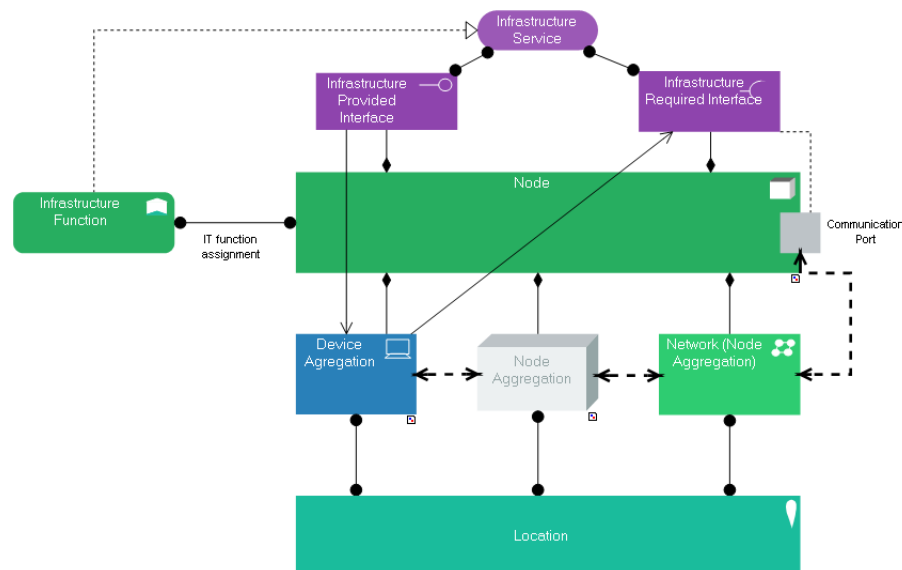 Infrastructure
Service
Infrastructure
Provided
Interface
Infrastructure
Required Interface
Node
Infrastructure
Function
IT function
assignment
Communication
Port
Device
Agregation
Node
Aggregation
Network (Node
Aggregation)
Location